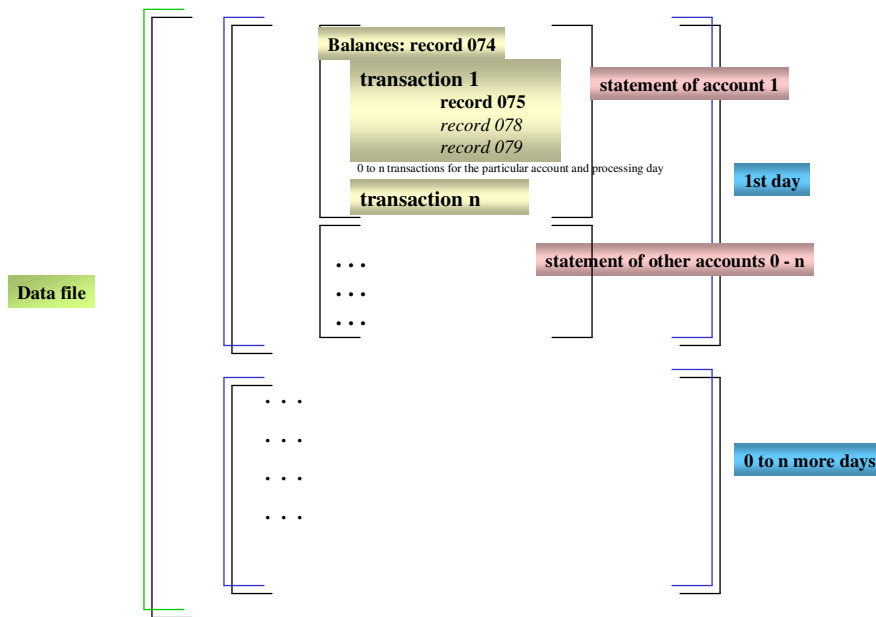 Balances: record 074
transaction 1
record 075
record 078
record 079
0 to n transactions for the particular account and processing day
transaction n
statement of account 1
1st day
...
statement of other accounts 0 - n
...
...
Data file
. . .
. . .
0 to n more days
. . .
. . .